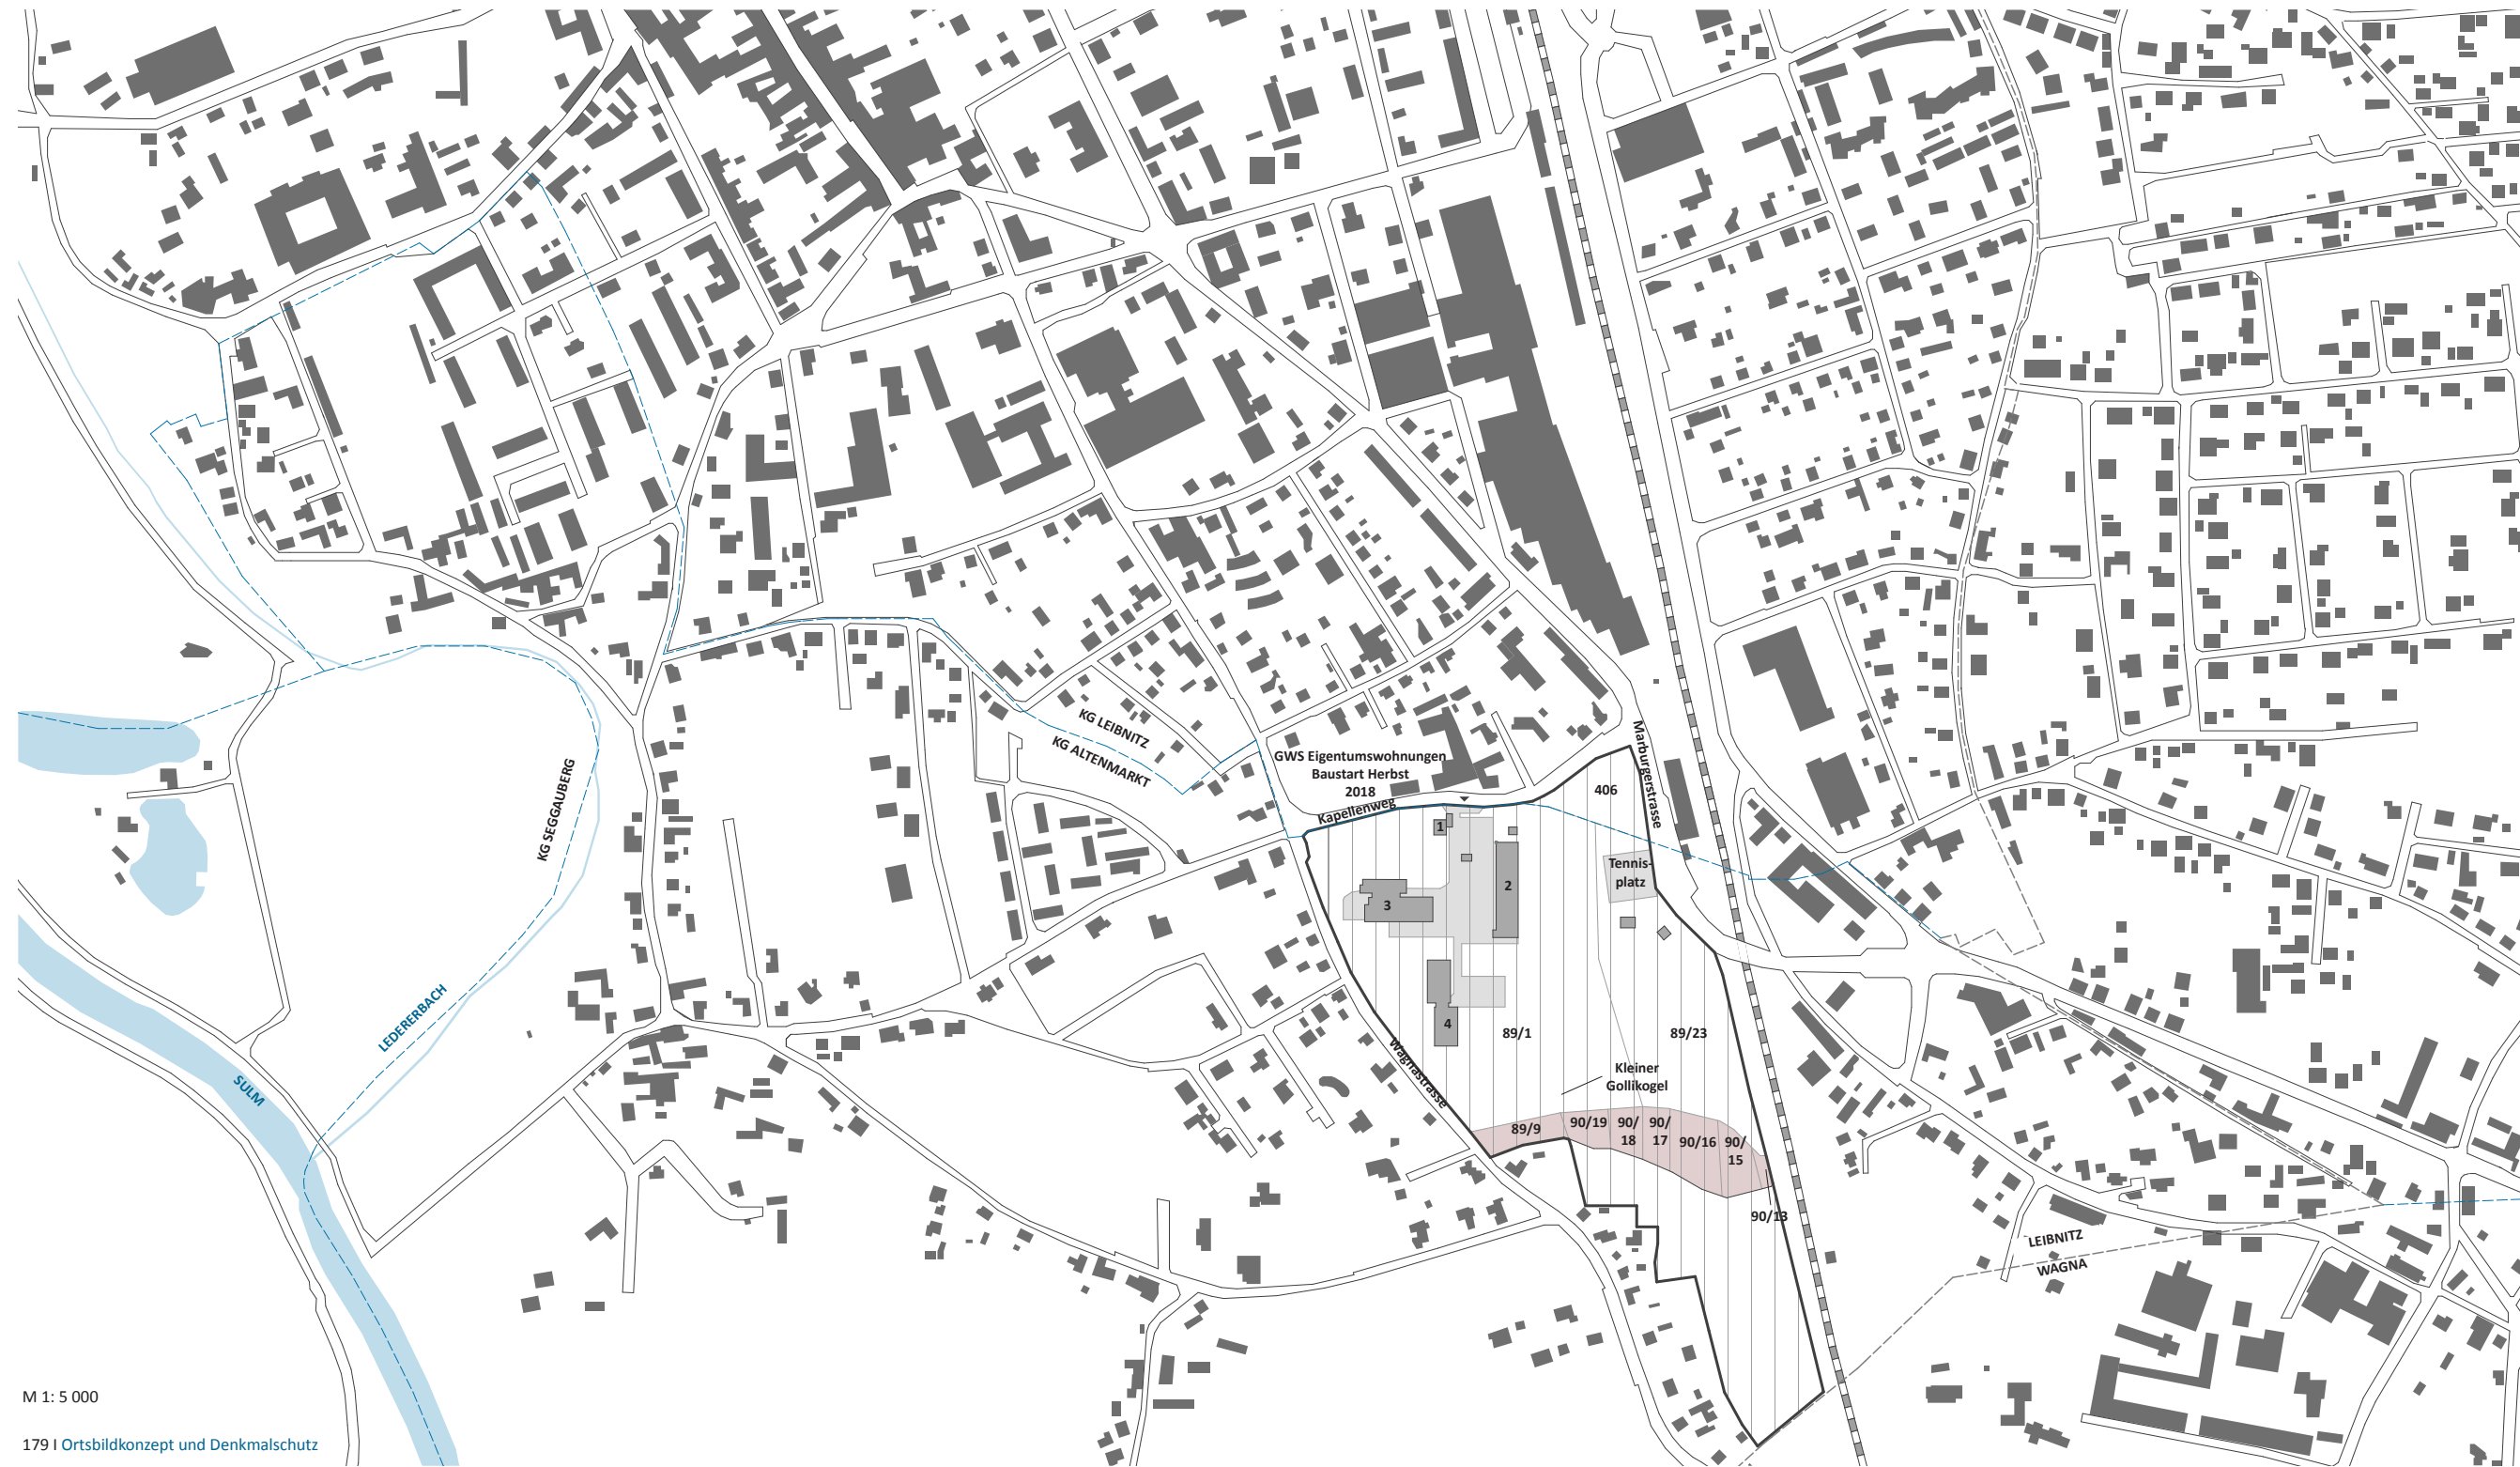 KG LEIBNITZ
KG ALTENMARKT
GWS Eigentumswohnungen
Baustart Herbst
2018
Kapellenweg
Marburgerstrasse
406
KG SEGGAUBERG
1
2
Tennis-
platz
3
4
89/1
89/23
LEDERERBACH
SULM
Wagnastrasse
Kleiner
Gollikogel
89/9
90/19
90/
18
90/
17
90/16
90/
15
90/13
LEIBNITZ
WAGNA
M 1: 5 000
179 I Ortsbildkonzept und Denkmalschutz